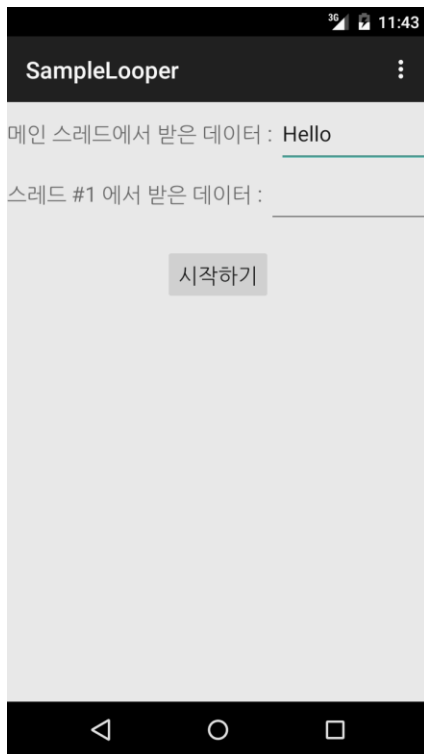 3G 11:43
SampleLooper
메인 스레드에서 받은 데이터 : Hello
스레드 #1 에서 받은 데이터 :
시작하기